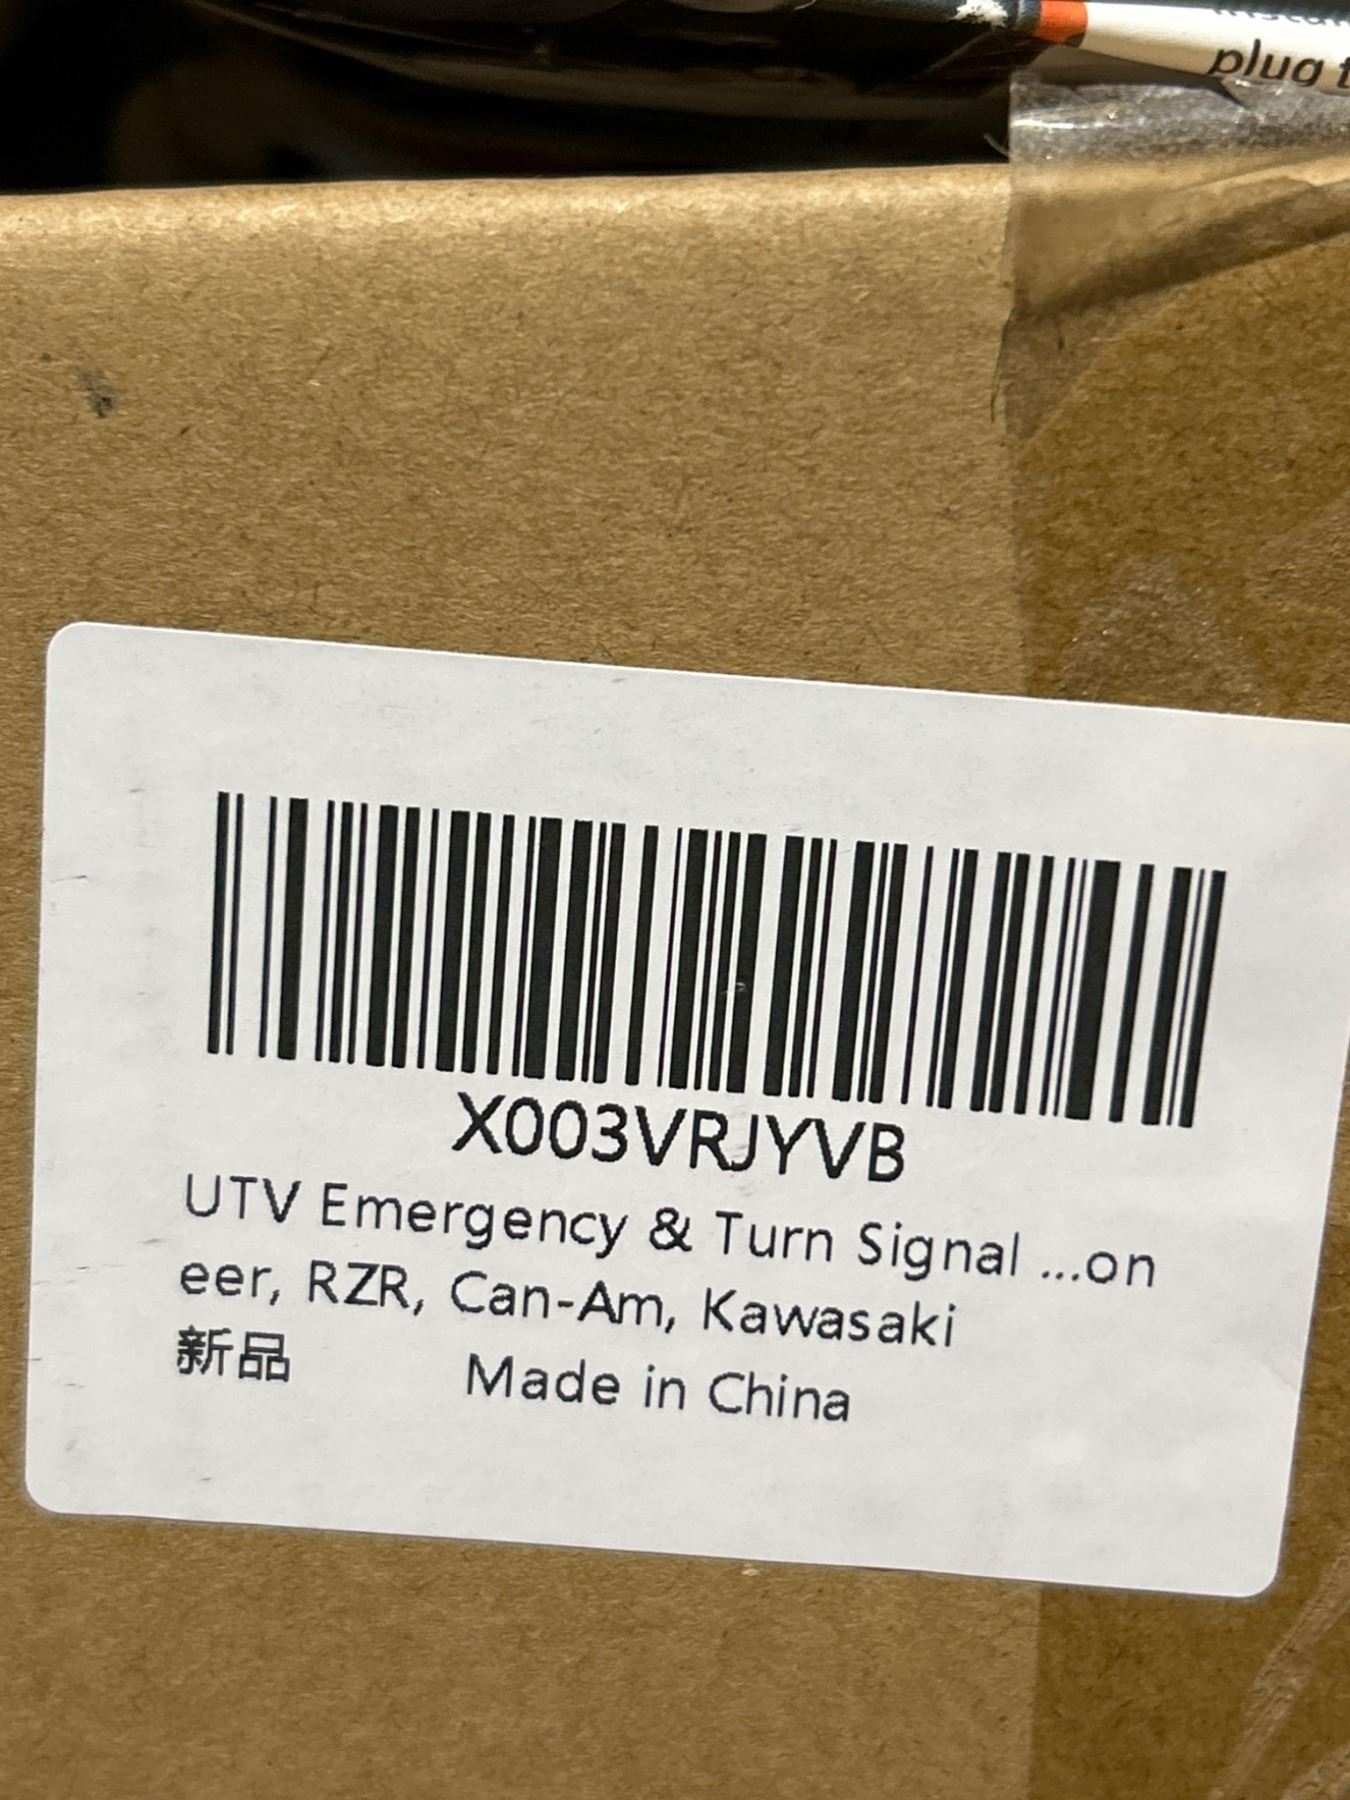 plug
X003VRJYVB
UTV Emergency & Turn Signal ...on
eer, RZR, Can-Am, Kawasaki
新品 Made in China